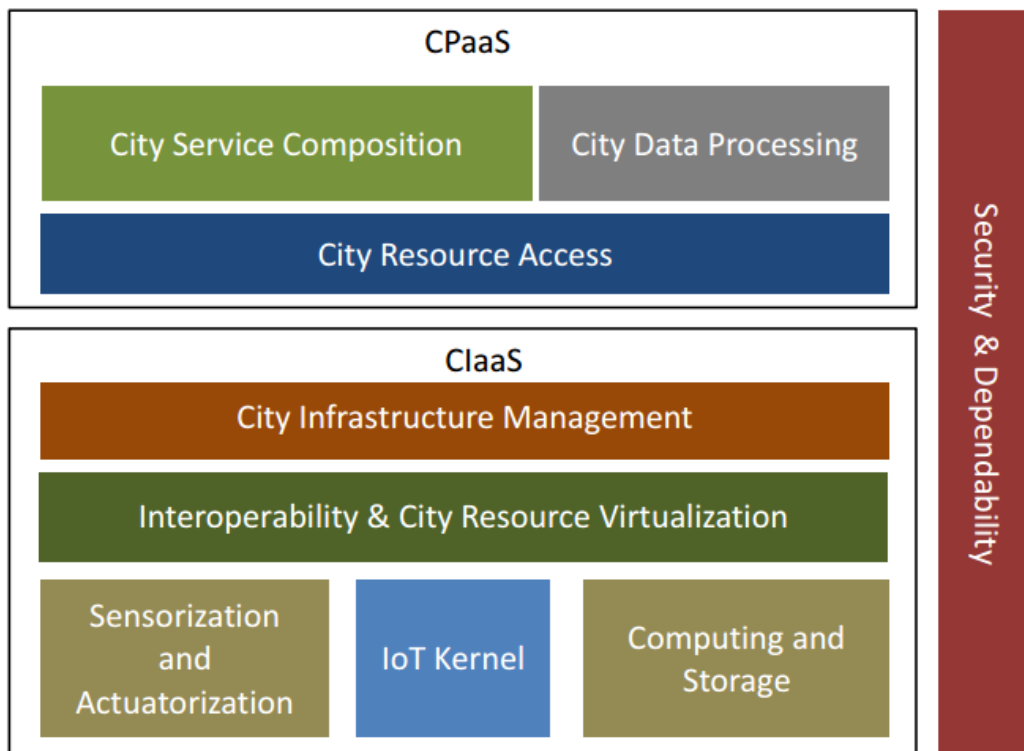 CPaaS
City Service Composition
City Data Processing
City Resource Access
CIaaS
City Infrastructure Management
Interoperability & City Resource Virtualization
Sensorization
and
Actuatorization
IoT Kernel
Computing and
Storage
Security & Dependability